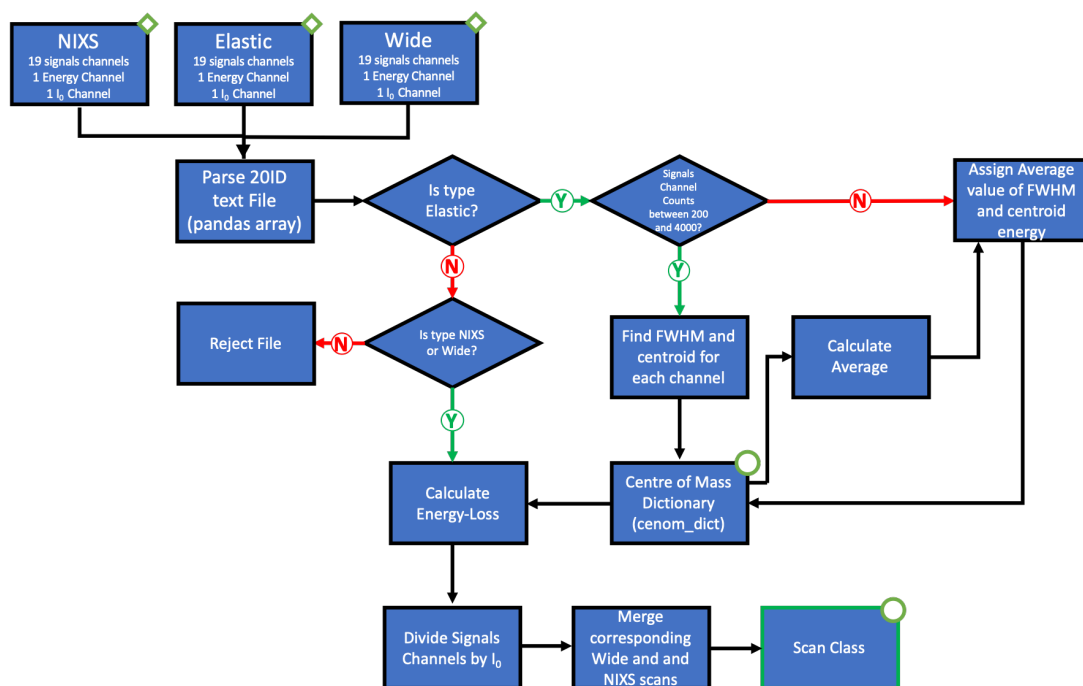 NIXS
19 signals channels
1 Energy Channel
1 I₀ Channel
Elastic
19 signals channels
1 Energy Channel
1 I₀ Channel
Wide
19 signals channels
1 Energy Channel
1 I₀ Channel
Parse 20ID
text File
(pandas array)
Is type
Elastic?
Y
Signals
Channel
Counts
between 200
and 4000?
N
Assign Average
value of FWHM
and centroid
energy
N
Y
Reject File
N
Is type NIXS
or Wide?
Find FWHM and
centroid for
each channel
Calculate
Average
Y
Calculate
Energy-Loss
Centre of Mass
Dictionary
(cenom_dict)
Divide Signals
Channels by I₀
Merge
corresponding
Wide and and
NIXS scans
Scan Class